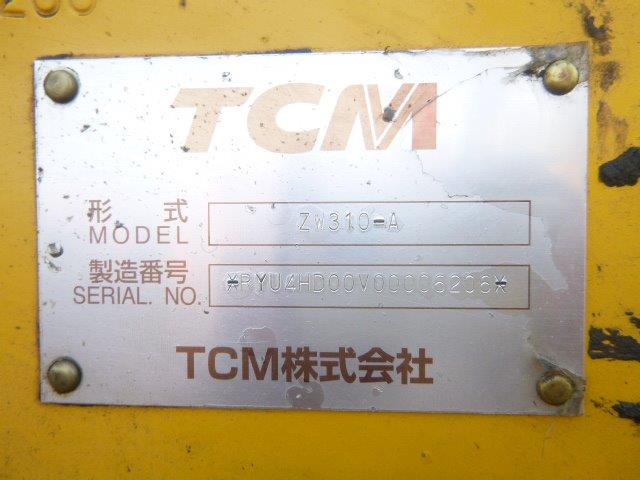 TCM
形 式
MODEL
ZW310-A
製造番号
SERIAL. NO.
*RYU4HD00V00006206*
TCM株式会社